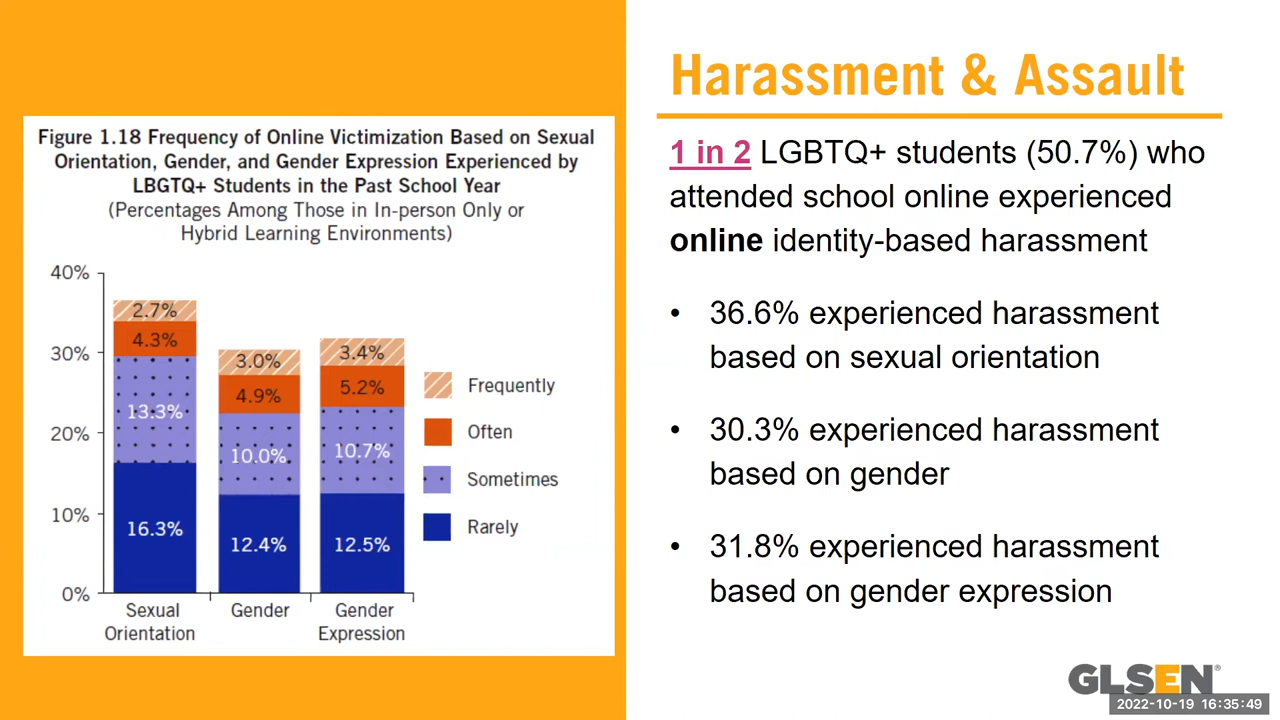 Harassment & Assault
Figure 1.18 Frequency of Online Victimization Based on Sexual
Orientation, Gender, and Gender Expression Experienced by
LBGTQ+ Students in the Past School Year
(Percentages Among Those in In-person Only or
Hybrid Learning Environments)
40%
30%
20%
10%
0%
2.7%
4.3%
13.3%
16.3%
3.0%
4.9%
10.0%
12.4%
3.4%
5.2%
10.7%
12.5%
Sexual
Orientation
Gender
Gender
Expression
Frequently
Often
Sometimes
Rarely
1 in 2 LGBTQ+ students (50.7%) who
attended school online experienced
online identity-based harassment
• 36.6% experienced harassment
based on sexual orientation
• 30.3% experienced harassment
based on gender
• 31.8% experienced harassment
based on gender expression
GLSEN®
2022-10-19 16:35:49